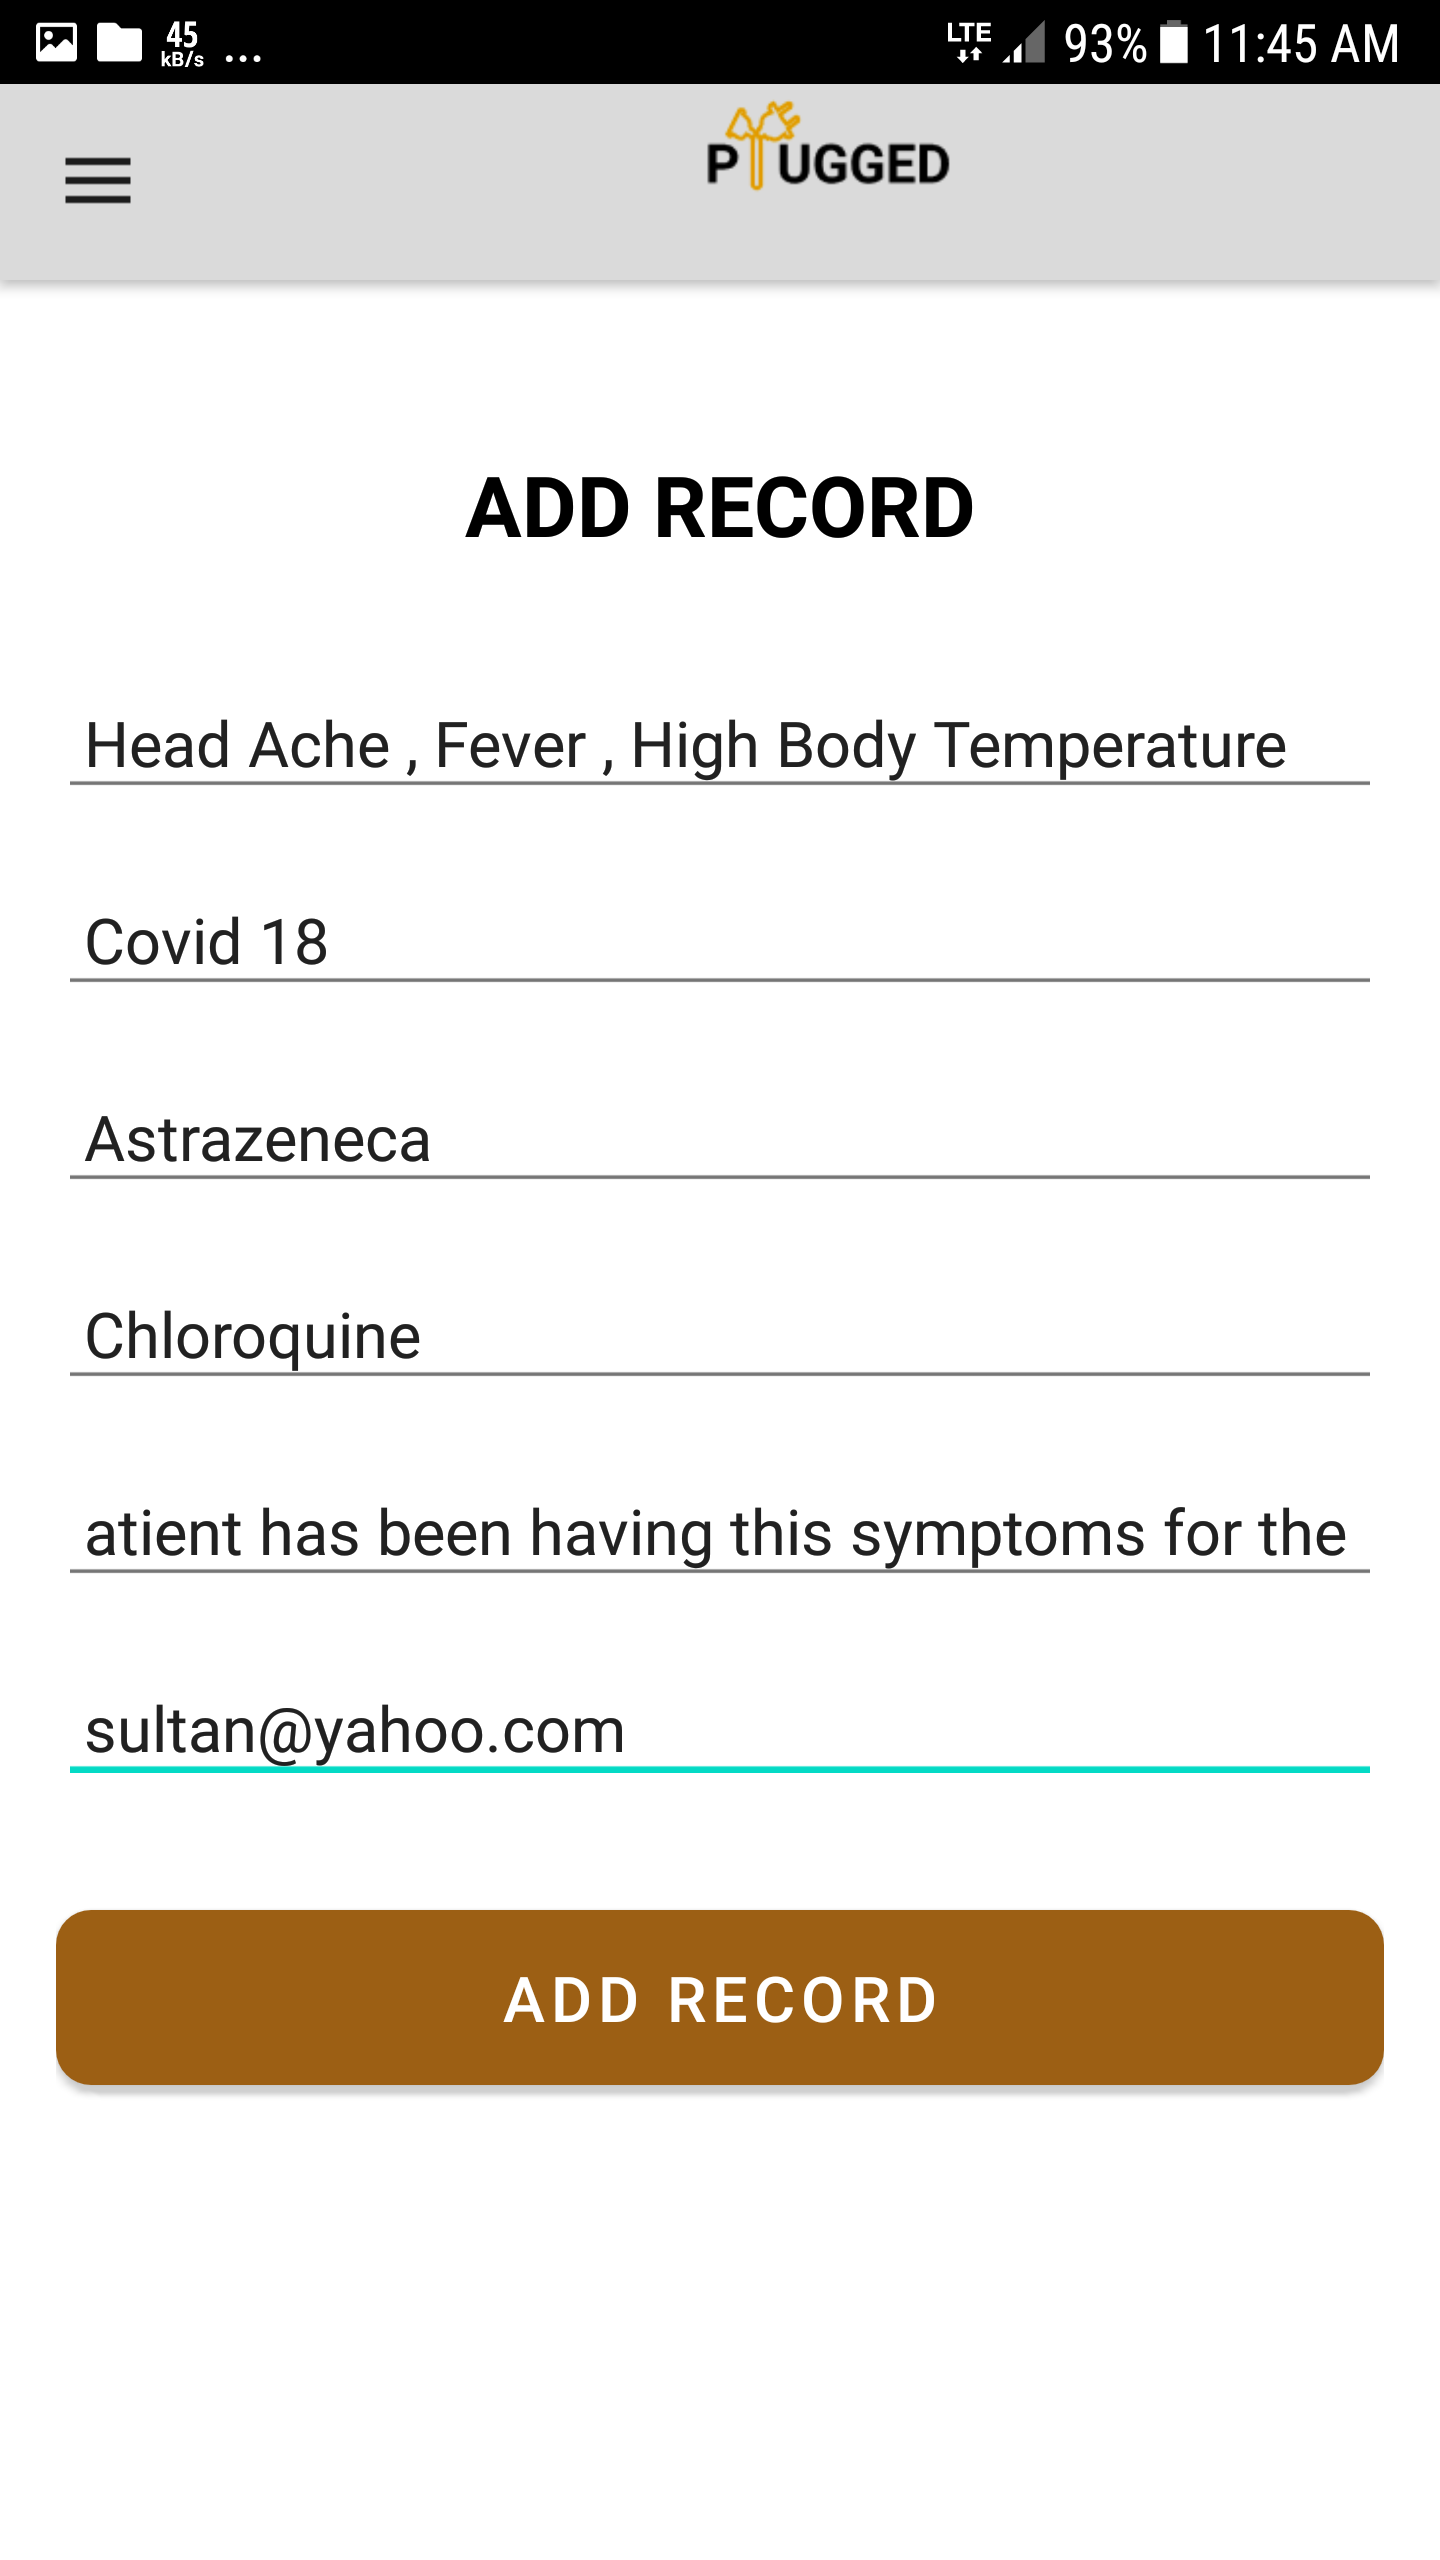 45 kB/s ... LTE 93% 11:45 AM
PLUGGED
ADD RECORD
Head Ache , Fever , High Body Temperature
Covid 18
Astrazeneca
Chloroquine
atient has been having this symptoms for the
sultan@yahoo.com
ADD RECORD